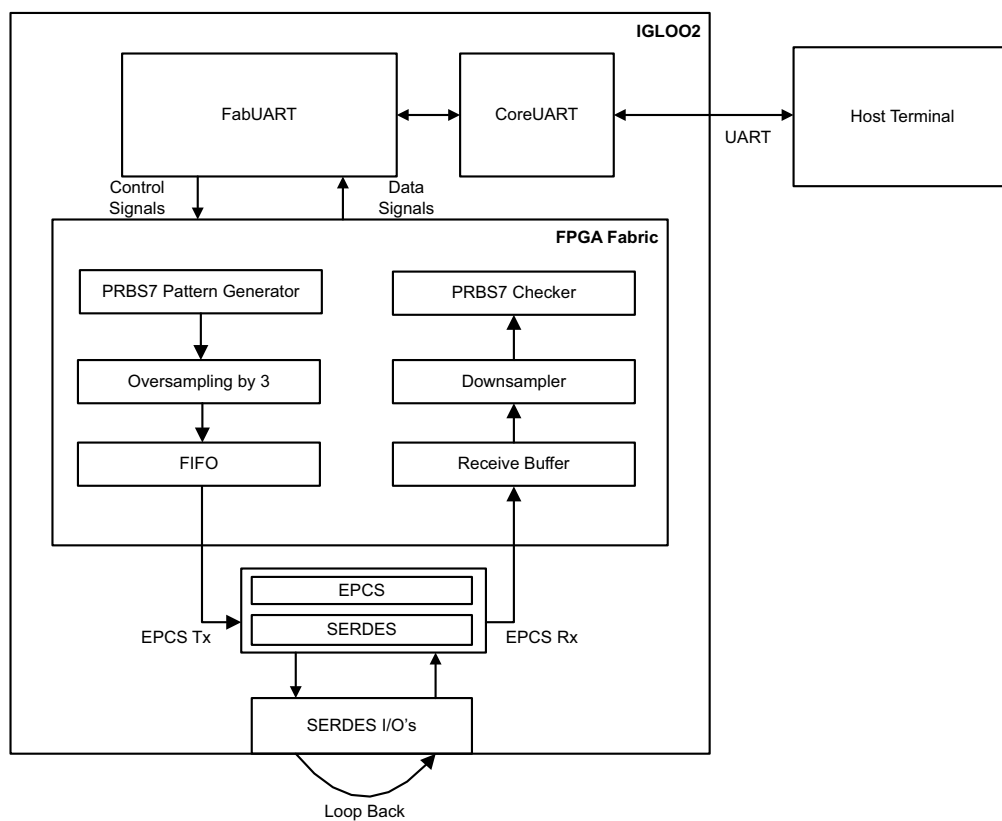 IGLOO2
FabUART
CoreUART
Host Terminal
UART
Control
Signals
Data
Signals
FPGA Fabric
PRBS7 Pattern Generator
PRBS7 Checker
Oversampling by 3
Downsampler
FIFO
Receive Buffer
EPCS
SERDES
EPCS Tx
EPCS Rx
SERDES I/O's
Loop Back